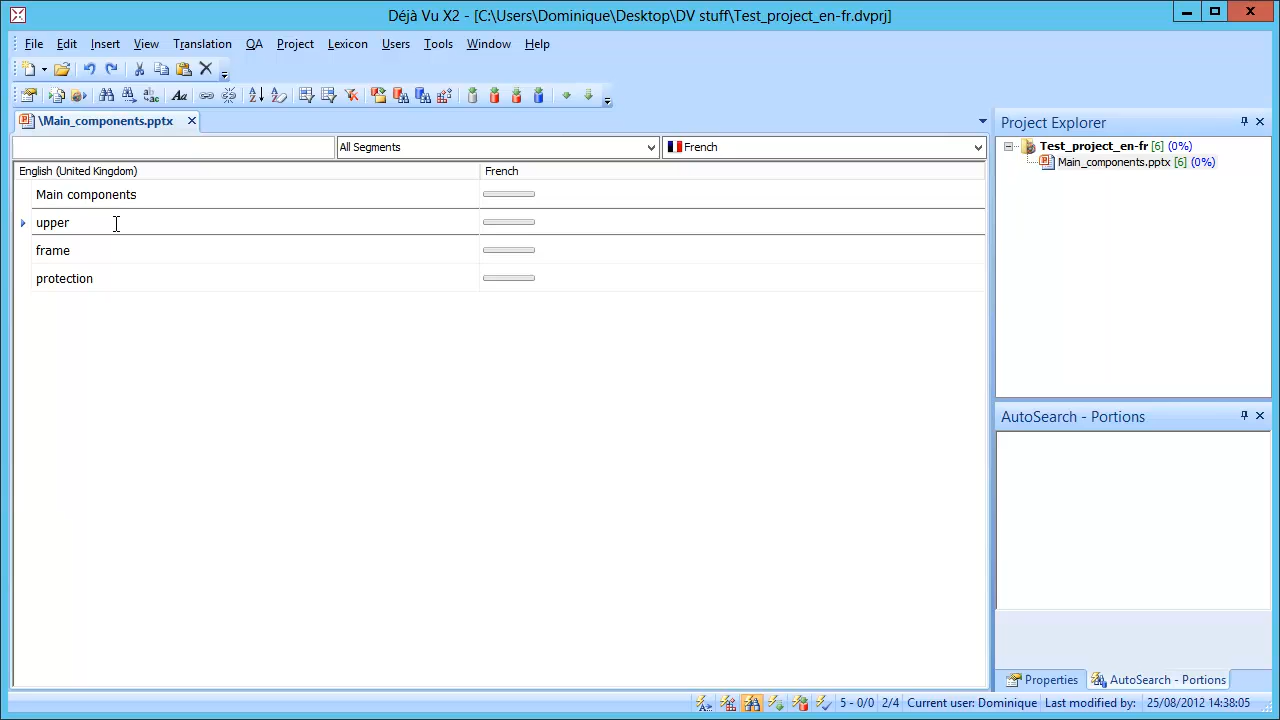 Déjà Vu X2 - [C:\Users\Dominique\Desktop\DV stuff\Test_project_en-fr.dvprj]
File Edit Insert View Translation QA Project Lexicon Users Tools Window Help
\Main_components.pptx
All Segments
French
English (United Kingdom)
French
Main components
upper
frame
protection
Project Explorer
Test_project_en-fr [6] (0%)
Main_components.pptx [6] (0%)
AutoSearch - Portions
Properties
AutoSearch - Portions
5 - 0/0 2/4 Current user: Dominique Last modified by: 25/08/2012 14:38:05